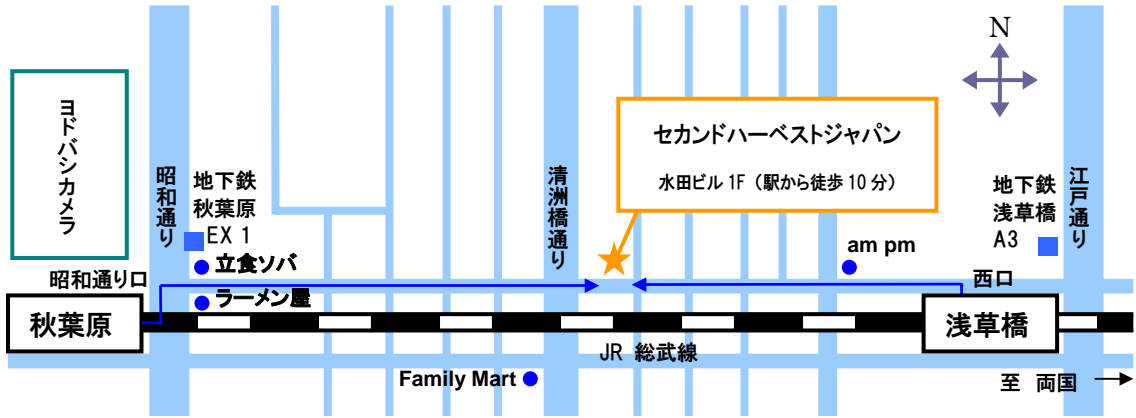 N
ヨドバシカメラ
昭和通り
地下鉄
秋葉原
EX 1
立食ソバ
ラーメン屋
昭和通り口
秋葉原
清洲橋通り
セカンドハーベストジャパン
水田ビル 1F (駅から徒歩 10 分)
am pm
地下鉄
浅草橋
A3
江戸通り
西口
浅草橋
JR 総武線
Family Mart
至 両国